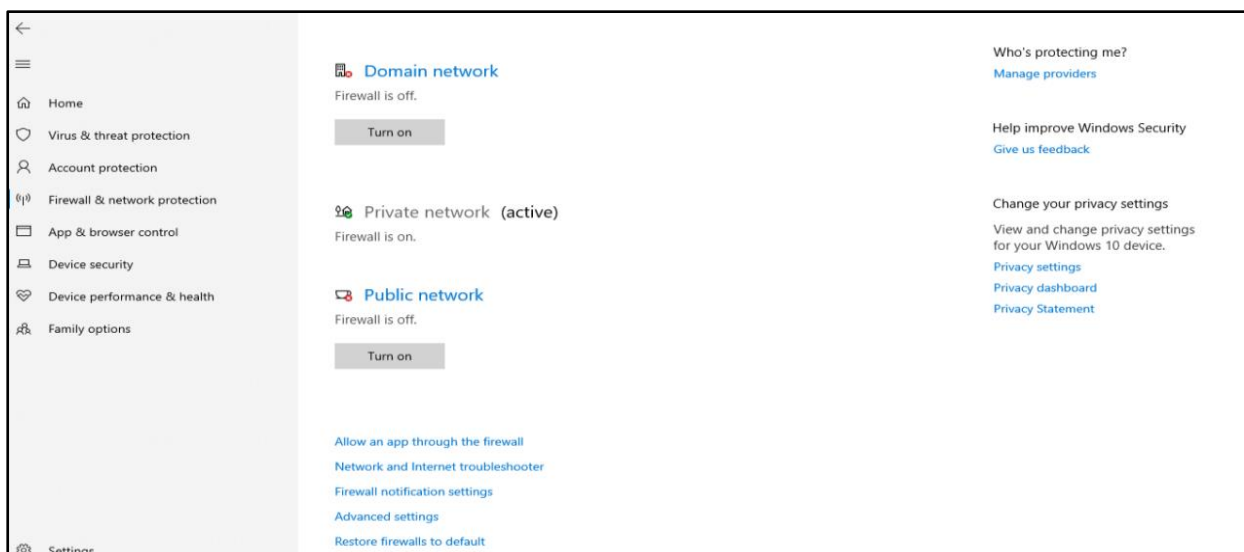 Home
Virus & threat protection
Account protection
Firewall & network protection
App & browser control
Device security
Device performance & health
Family options
Settings
Domain network
Firewall is off.
Turn on
Private network (active)
Firewall is on.
Public network
Firewall is off.
Turn on
Allow an app through the firewall
Network and Internet troubleshooter
Firewall notification settings
Advanced settings
Restore firewalls to default
Who's protecting me?
Manage providers
Help improve Windows Security
Give us feedback
Change your privacy settings
View and change privacy settings
for your Windows 10 device.
Privacy settings
Privacy dashboard
Privacy Statement